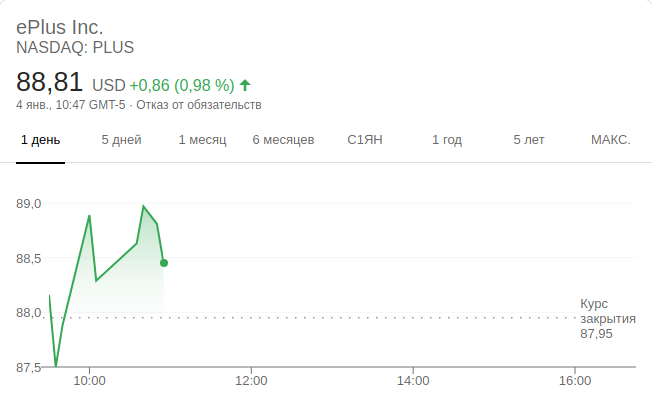 ePlus Inc.
NASDAQ: PLUS
88,81 USD +0,86 (0,98 %)
4 янв., 10:47 GMT-5 · Отказ от обязательств
1 день 5 дней 1 месяц 6 месяцев С1ЯН 1 год 5 лет МАКС.
89,0
88,5
88,0
87,5
Курс
закрытия
87,95
10:00 12:00 14:00 16:00